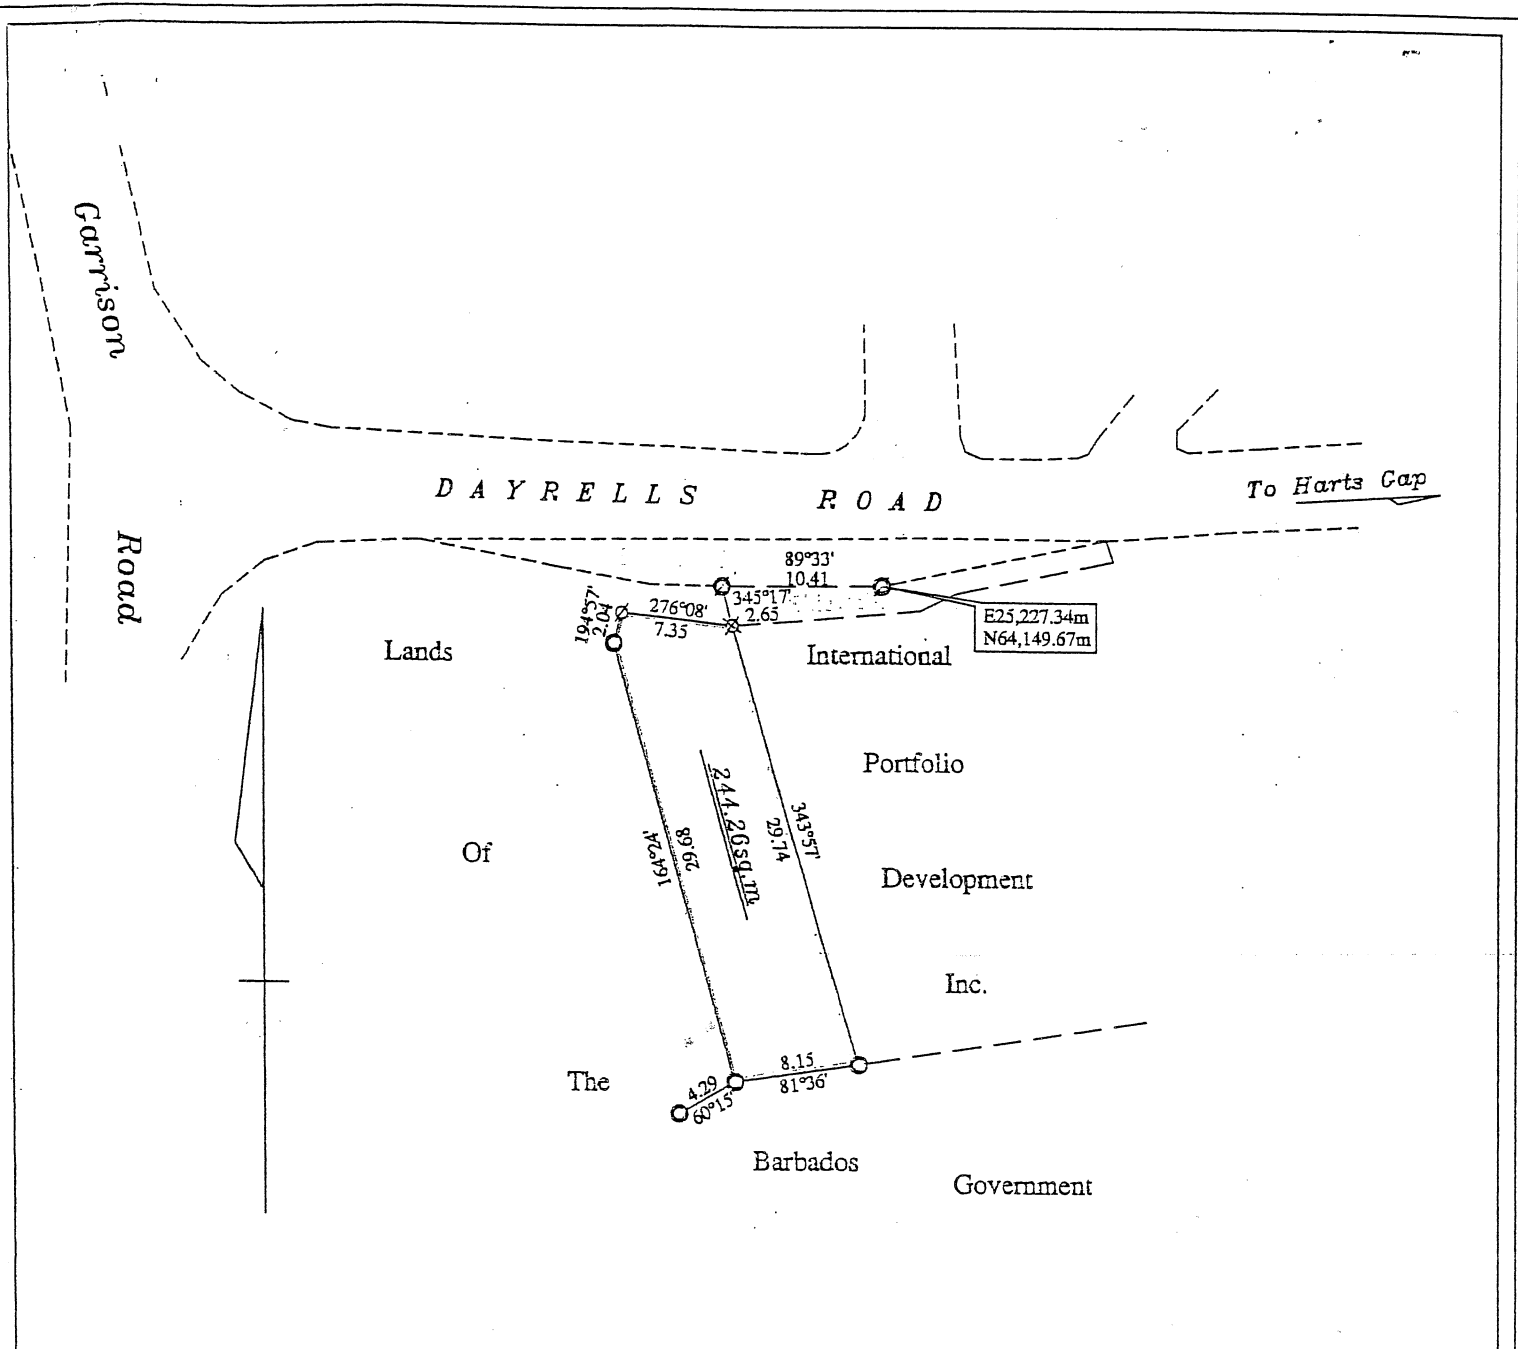 Garrison
Road
DAYRELLS ROAD
To Harts Gap
89°33'
10.41
345°17'
2.65
276°08'
7.35
194°57'
2.04
E25,227.34m
N64,149.67m
Lands
Of
The
Barbados
Government
International
Portfolio
Development
Inc.
164°24'
29.68
244.26sq.m
343°57'
29.74
8.15
81°36'
4.29
60°15'